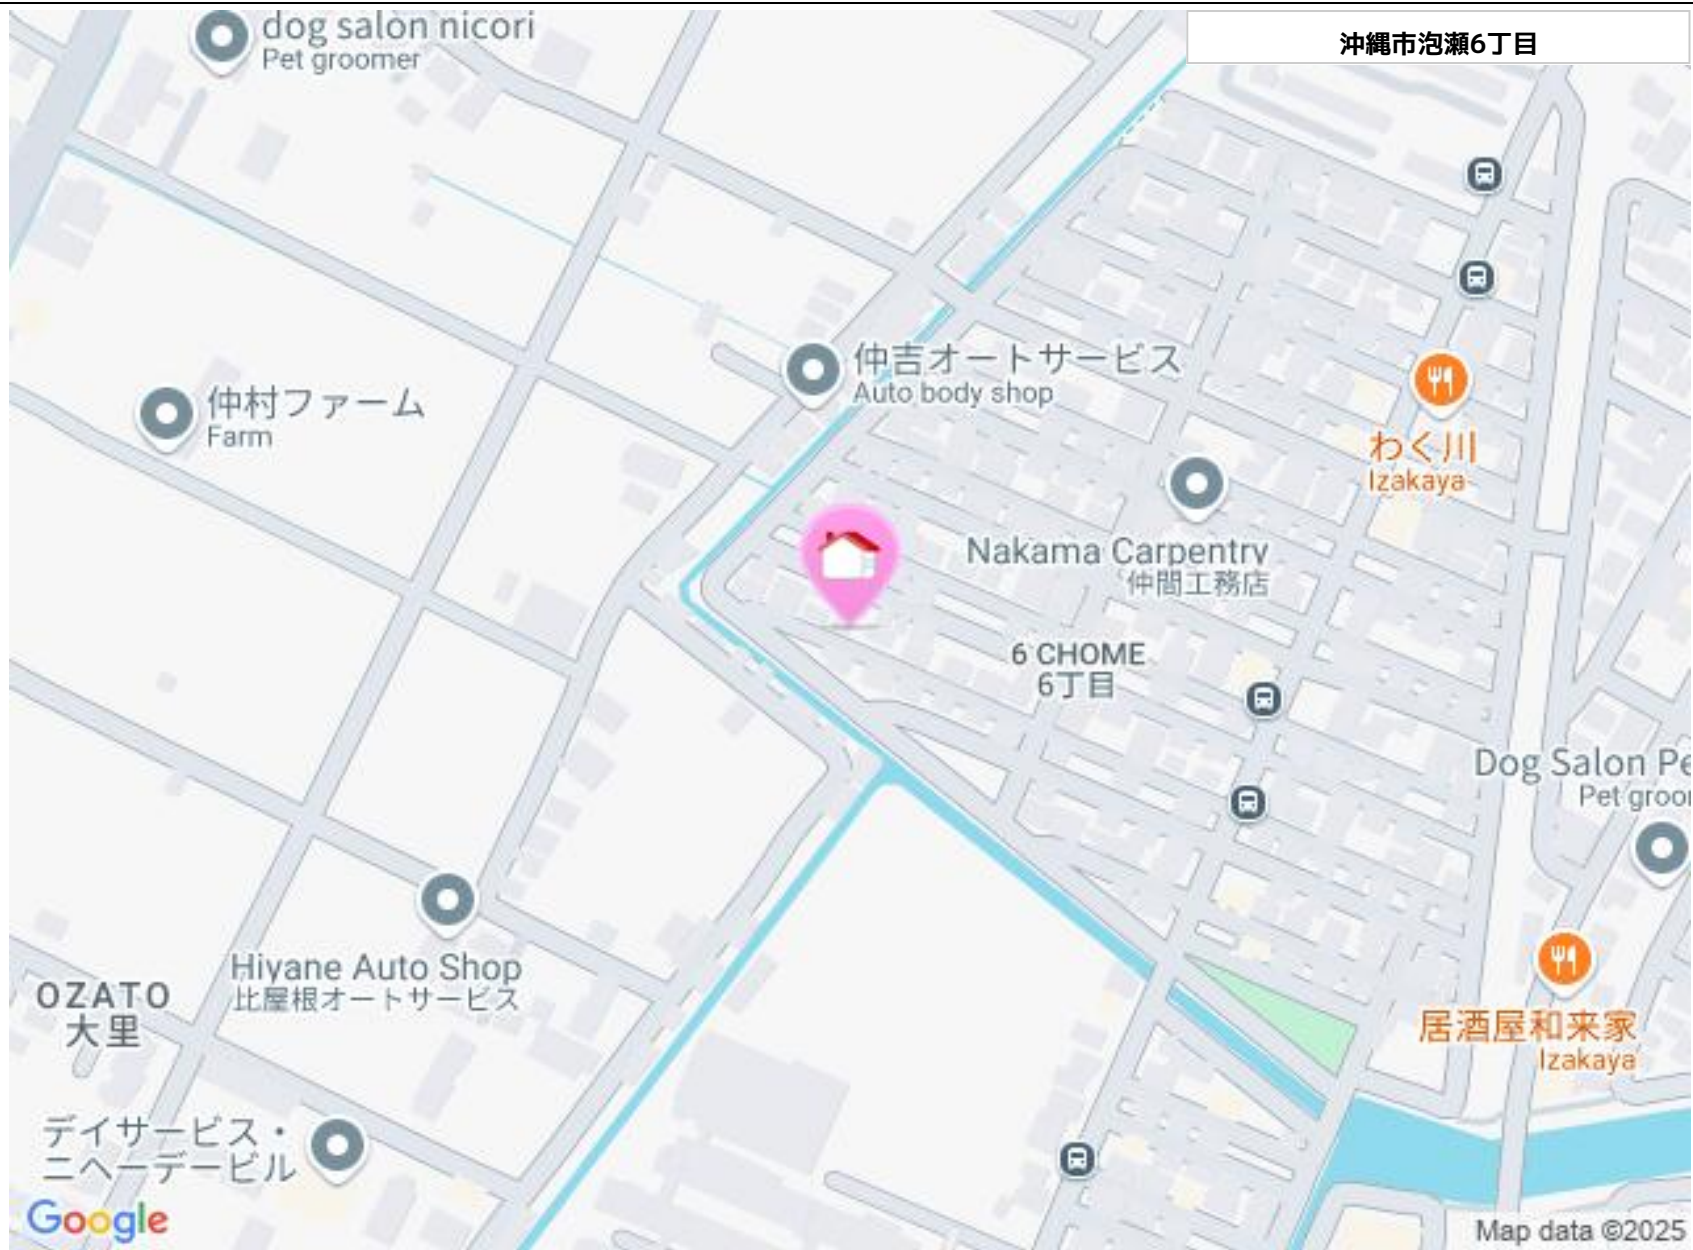 dog salon nicori
Pet groomer
沖縄市泡瀬6丁目
仲吉オートサービス
Auto body shop
仲村ファーム
Farm
わく川
Izakaya
Nakama Carpentry
仲間工務店
6 CHOME
6丁目
Dog Salon Pe
Pet groo
Hiyane Auto Shop
比屋根オートサービス
OZATO
大里
居酒屋和来家
Izakaya
デイサービス・
ニヘーデービル
Google
Map data ©2025